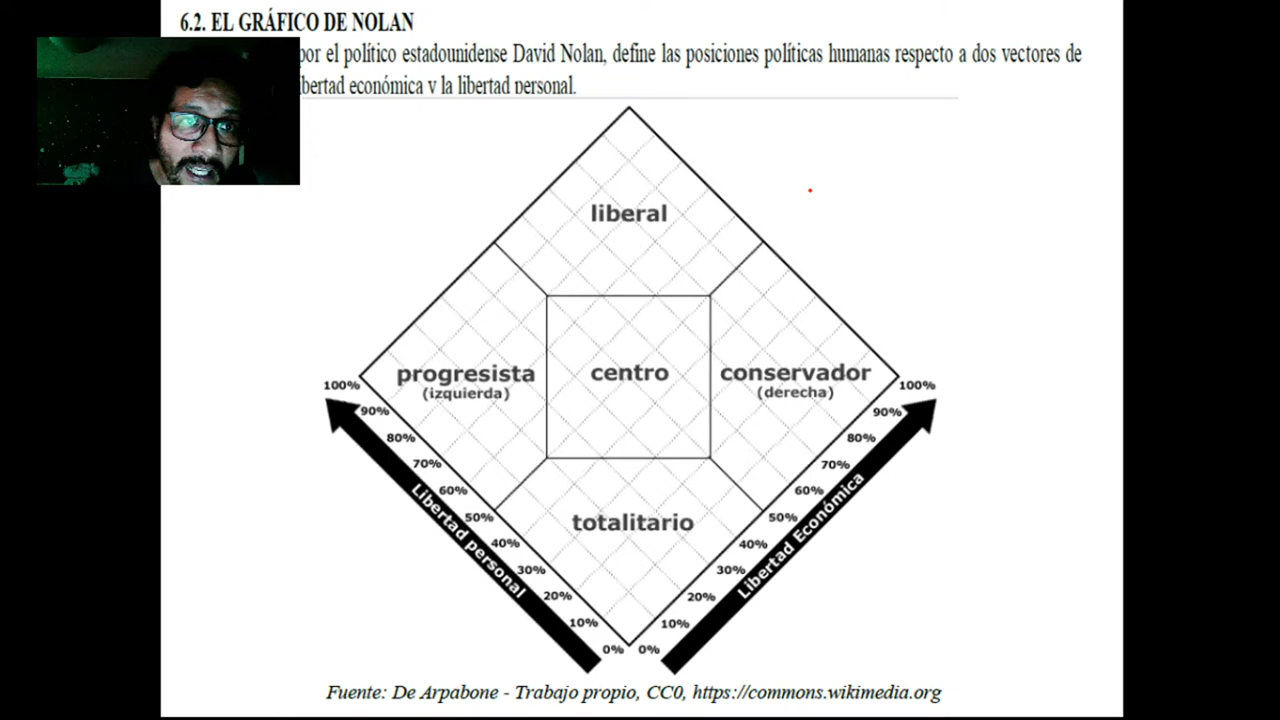 6.2. EL GRÁFICO DE NOLAN
por el político estadounidense David Nolan, define las posiciones políticas humanas respecto a dos vectores de
libertad económica y la libertad personal.
liberal
progresista
(izquierda)
centro
conservador
(derecha)
totalitario
100%
90%
80%
70%
60%
50%
40%
30%
20%
10%
0%
Libertad personal
100%
90%
80%
70%
60%
50%
40%
30%
20%
10%
0%
Libertad Económica
Fuente: De Arpabone - Trabajo propio, CC0, https://commons.wikimedia.org